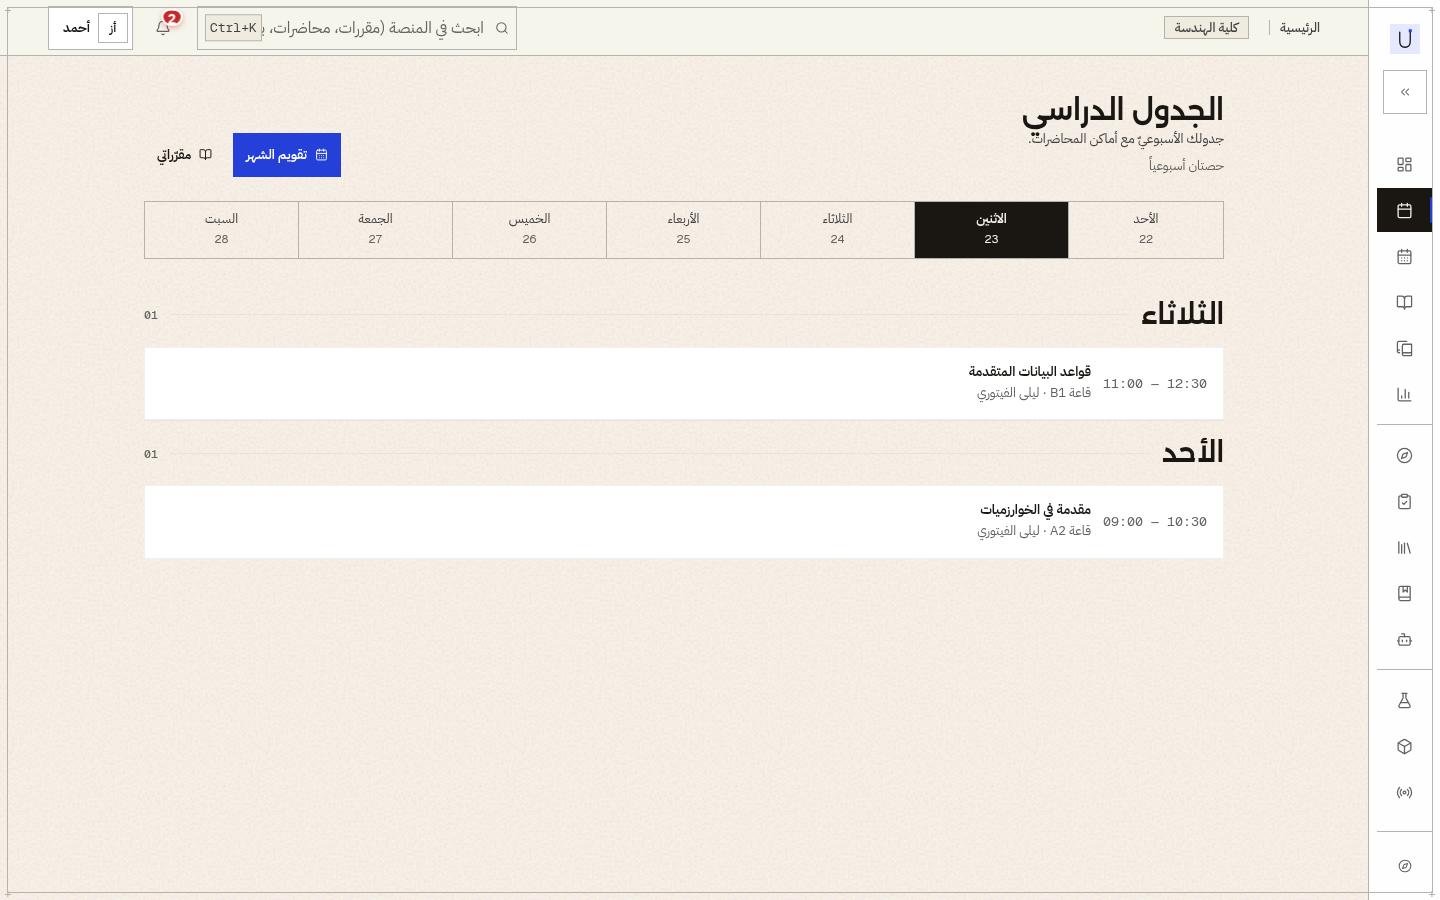 الرئيسية
كلية الهندسة
ابحث في المنصة (مقررات، محاضرات، ب
Ctrl+K
2
أز
أحمد
الجدول الدراسي
جدولك الأسبوعيّ مع أماكن المحاضرات.
حصتان أسبوعياً
تقويم الشهر
مقرّراتي
الأحد
22
الاثنين
23
الثلاثاء
24
الأربعاء
25
الخميس
26
الجمعة
27
السبت
28
الثلاثاء
01
11:00 — 12:30
قواعد البيانات المتقدمة
قاعة B1 · ليلى الفيتوري
الأحد
01
09:00 — 10:30
مقدمة في الخوارزميات
قاعة A2 · ليلى الفيتوري